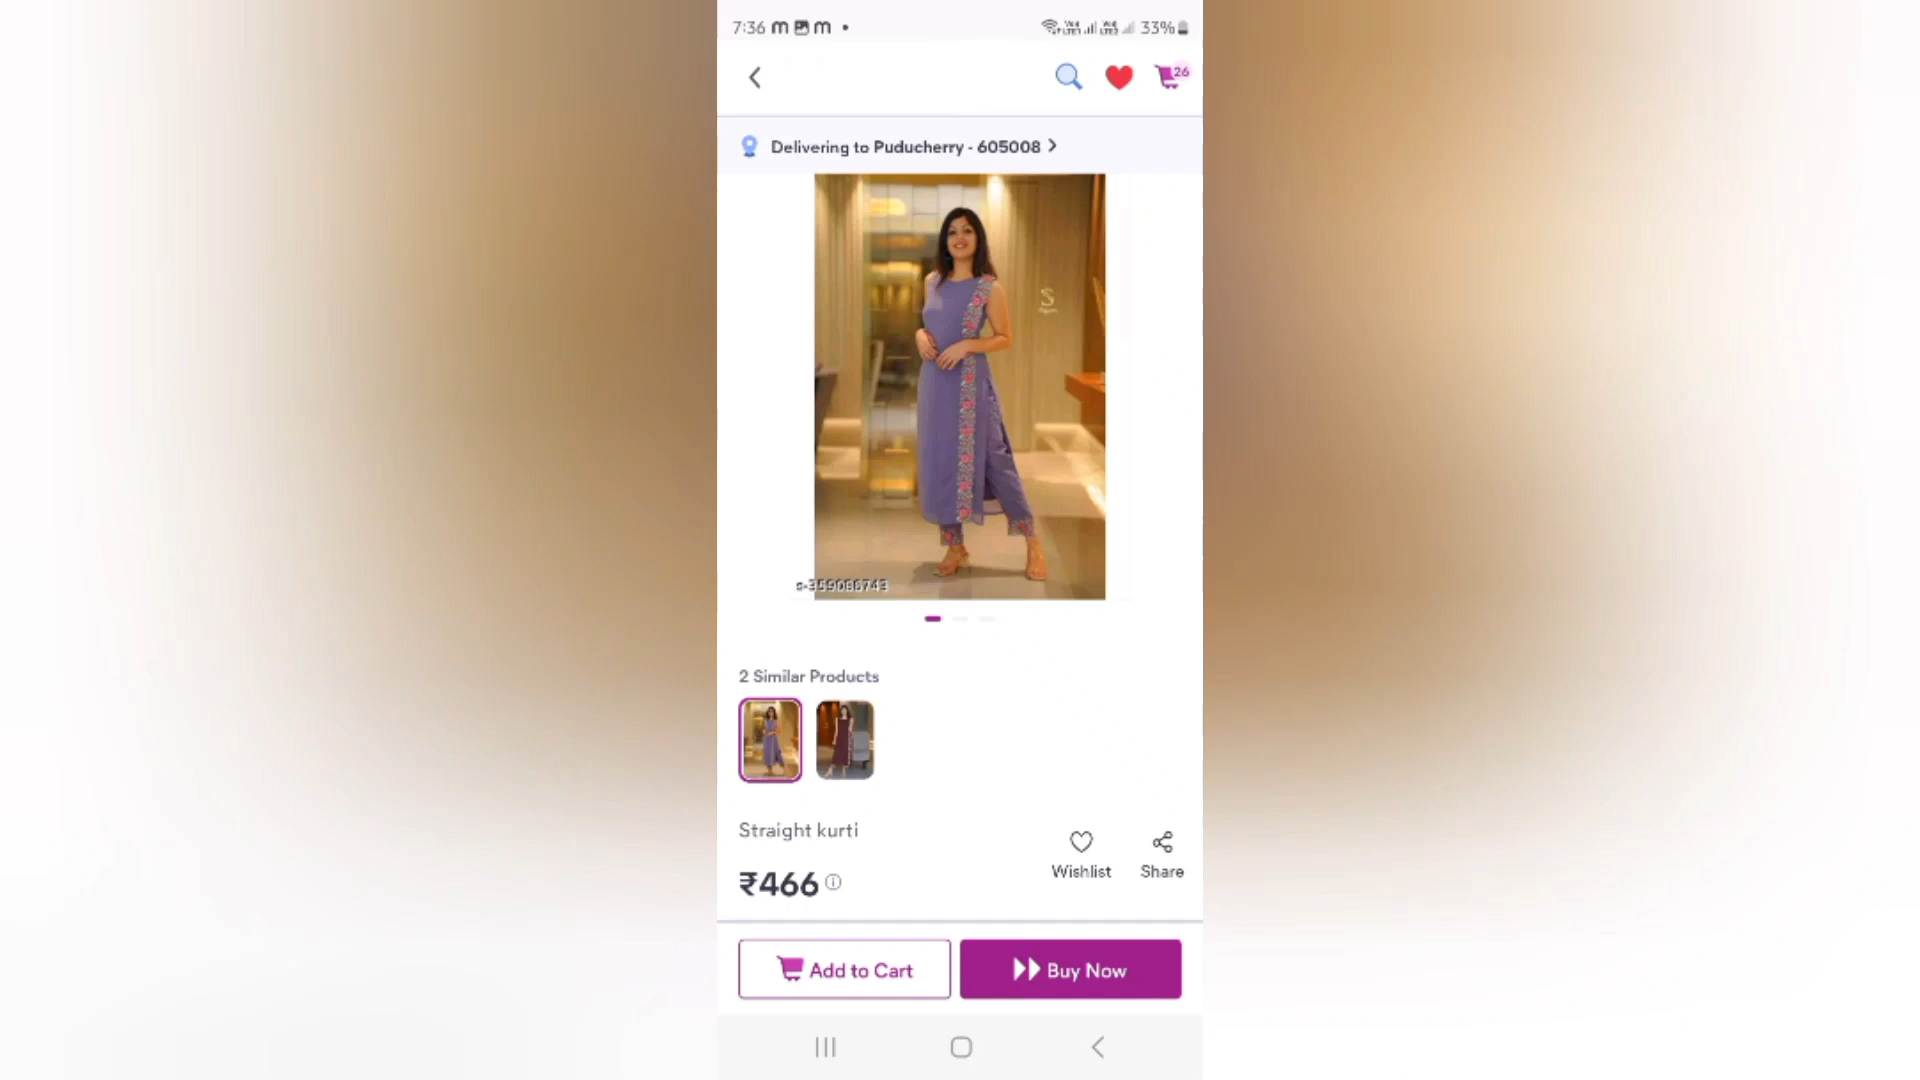 7:36
33%
26
Delivering to Puducherry - 605008
S
s-359086743
2 Similar Products
Straight kurti
₹466
Wishlist
Share
Add to Cart
Buy Now